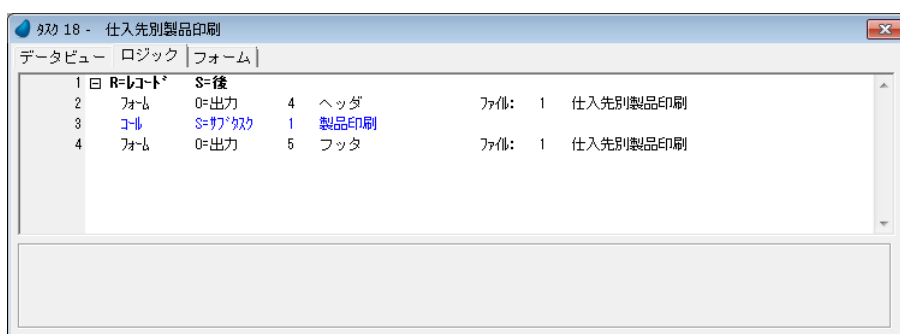 ﾀｽｸ 18 - 仕入先別製品印刷
データビュー ロジック フォーム
1 R=ﾚｺｰﾄﾞ S=後
2 ﾌｫｰﾑ O=出力 4 ヘッダ ﾌｧｲﾙ: 1 仕入先別製品印刷
3 ｺｰﾙ S=ｻﾌﾞﾀｽｸ 1 製品印刷
4 ﾌｫｰﾑ O=出力 5 フッタ ﾌｧｲﾙ: 1 仕入先別製品印刷